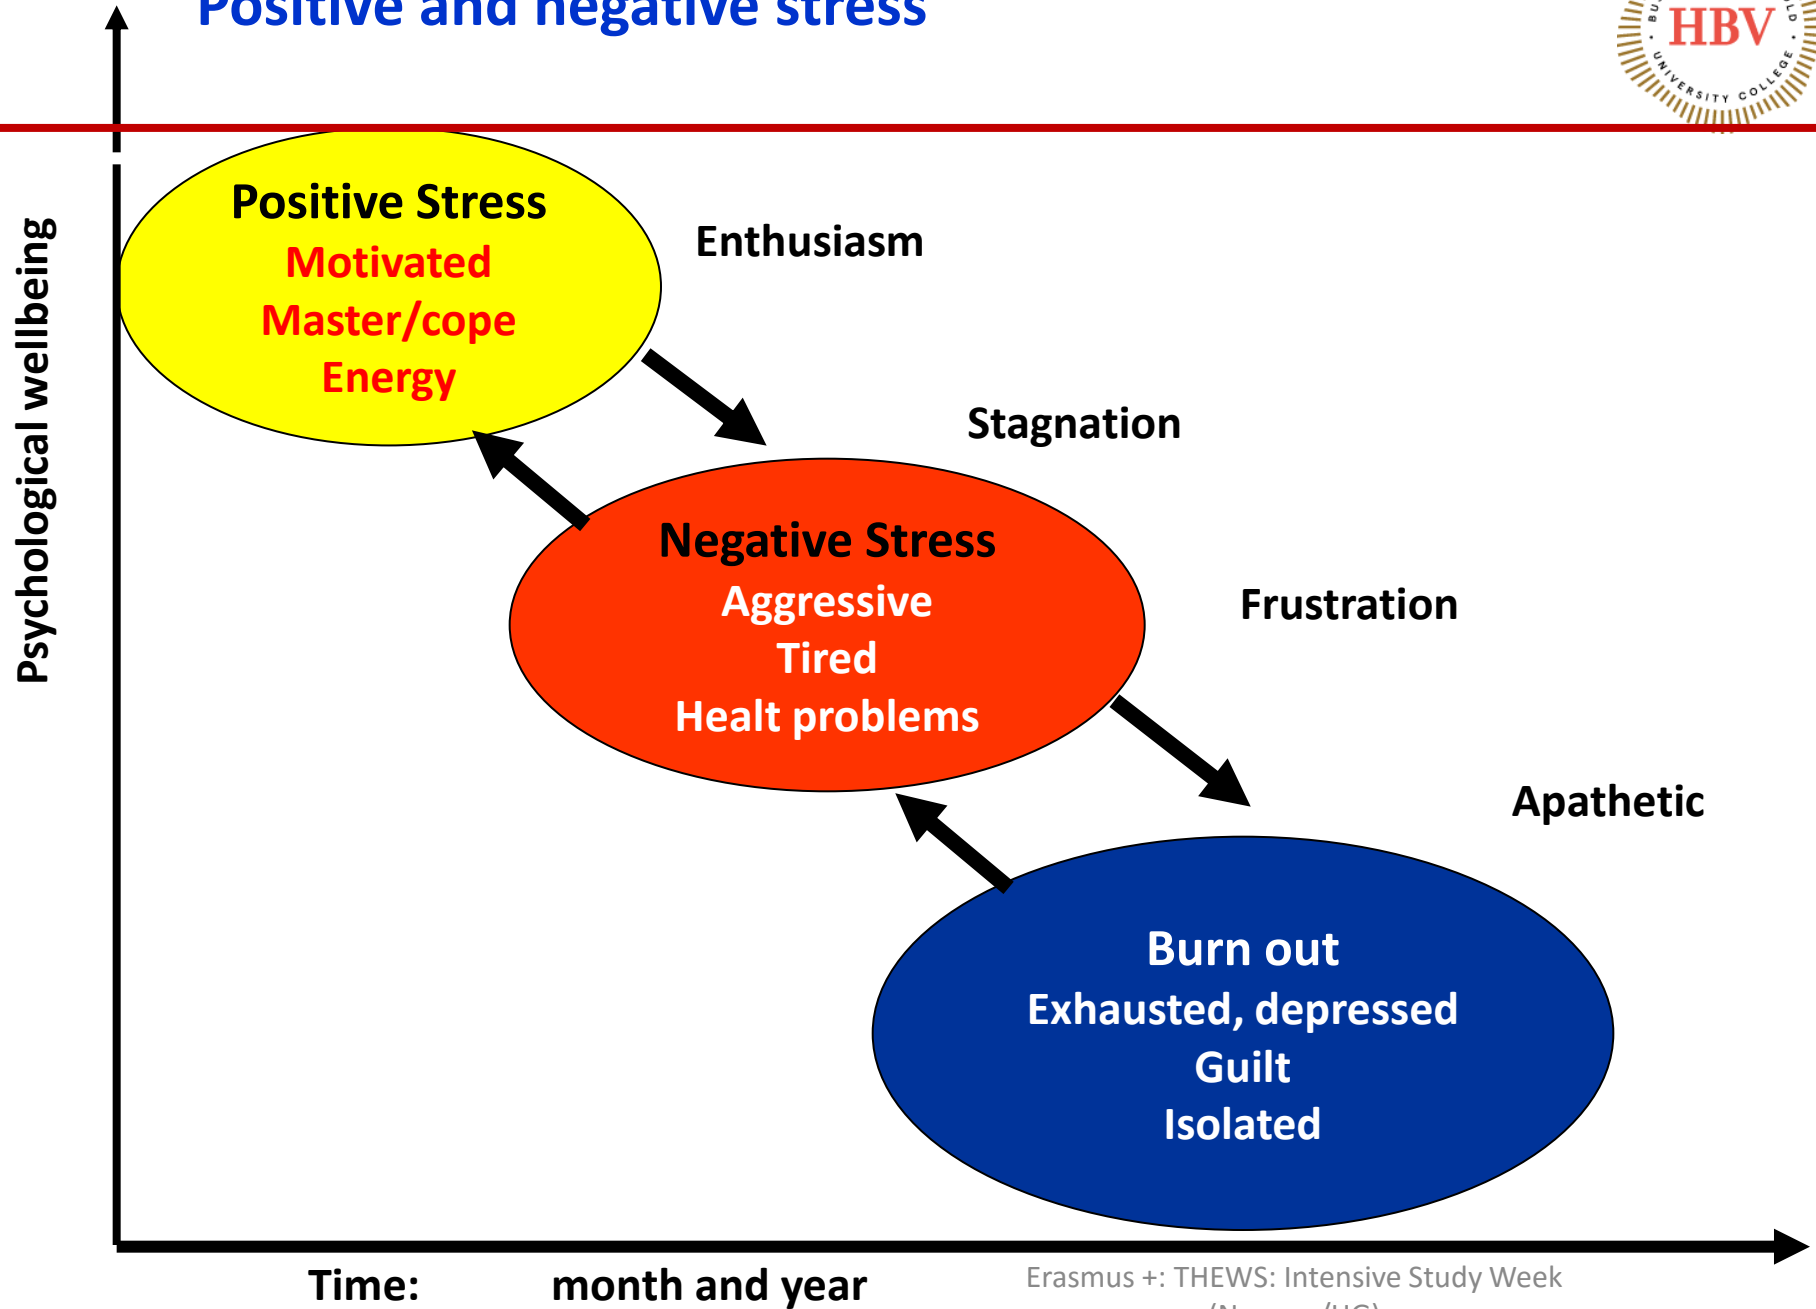 Positive and negative stress
HBV
UNIVERSITY COLLEGE
Psychological wellbeing
Positive Stress
Motivated
Master/cope
Energy
Enthusiasm
Stagnation
Negative Stress
Aggressive
Tired
Healt problems
Frustration
Apathetic
Burn out
Exhausted, depressed
Guilt
Isolated
Time: month and year
Erasmus +: THEWS: Intensive Study Week